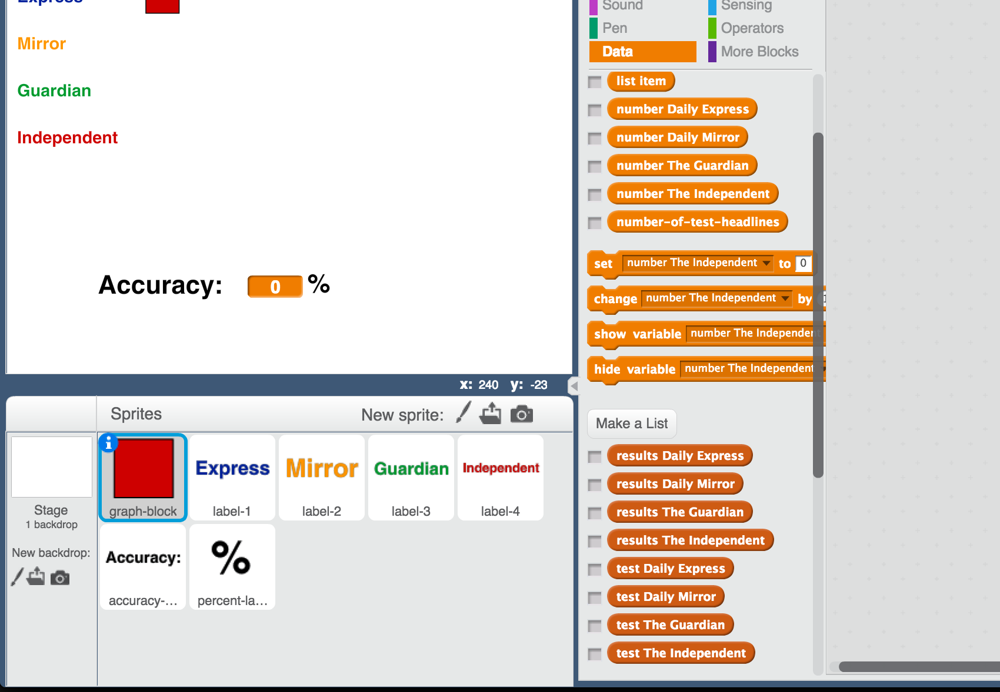 Express
Mirror
Guardian
Independent
Accuracy: 0 %
x: 240 y: -23
Sprites
New sprite:
Stage
1 backdrop
New backdrop:
graph-block
Express
label-1
Mirror
label-2
Guardian
label-3
Independent
label-4
Accuracy:
accuracy-...
%
percent-la...
Sound
Sensing
Pen
Operators
Data
More Blocks
list item
number Daily Express
number Daily Mirror
number The Guardian
number The Independent
number-of-test-headlines
set number The Independent to 0
change number The Independent by
show variable number The Independent
hide variable number The Independent
Make a List
results Daily Express
results Daily Mirror
results The Guardian
results The Independent
test Daily Express
test Daily Mirror
test The Guardian
test The Independent